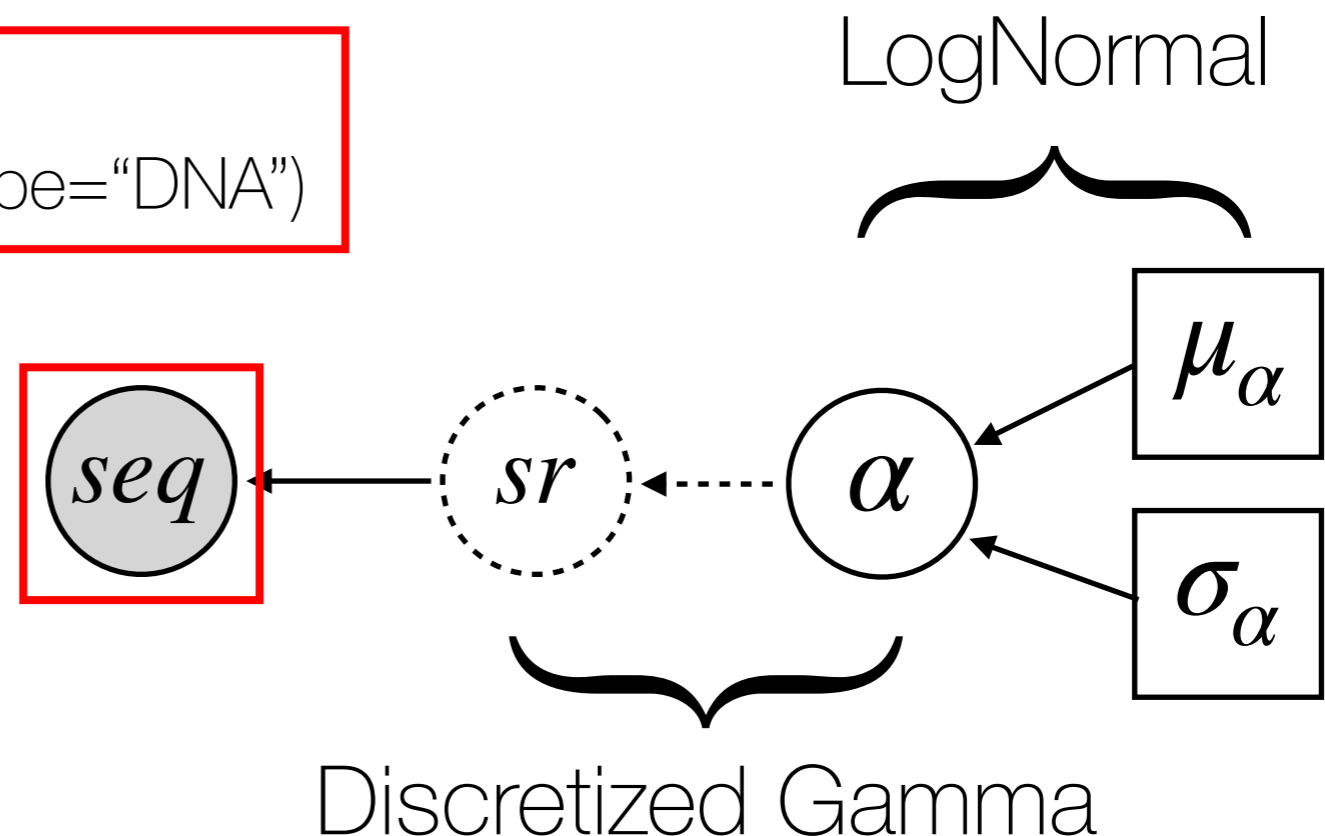 LogNormal
pe="DNA")
μα
seq
sr
α
σα
Discretized Gamma